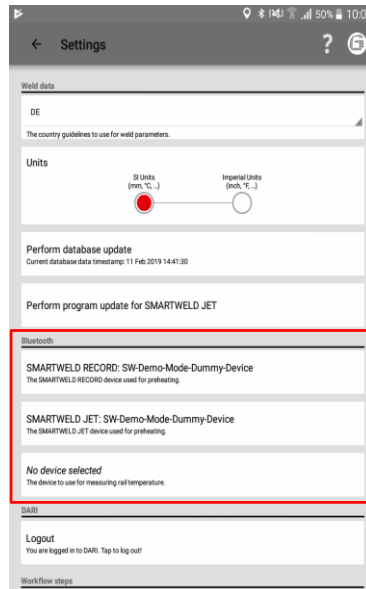 50% 10:0
Settings
?
Weld data
DE
The country guidelines to use for weld parameters.
Units
SI Units
(mm, °C, ...)
Imperial Units
(inch, °F, ...)
Perform database update
Current database data timestamp: 11 Feb 2019 14:41:30
Perform program update for SMARTWELD JET
Bluetooth
SMARTWELD RECORD: SW-Demo-Mode-Dummy-Device
The SMARTWELD RECORD device used for preheating.
SMARTWELD JET: SW-Demo-Mode-Dummy-Device
The SMARTWELD JET device used for preheating.
No device selected
The device to use for measuring rail temperature.
DARI
Logout
You are logged in to DARI. Tap to log out!
Workflow steps